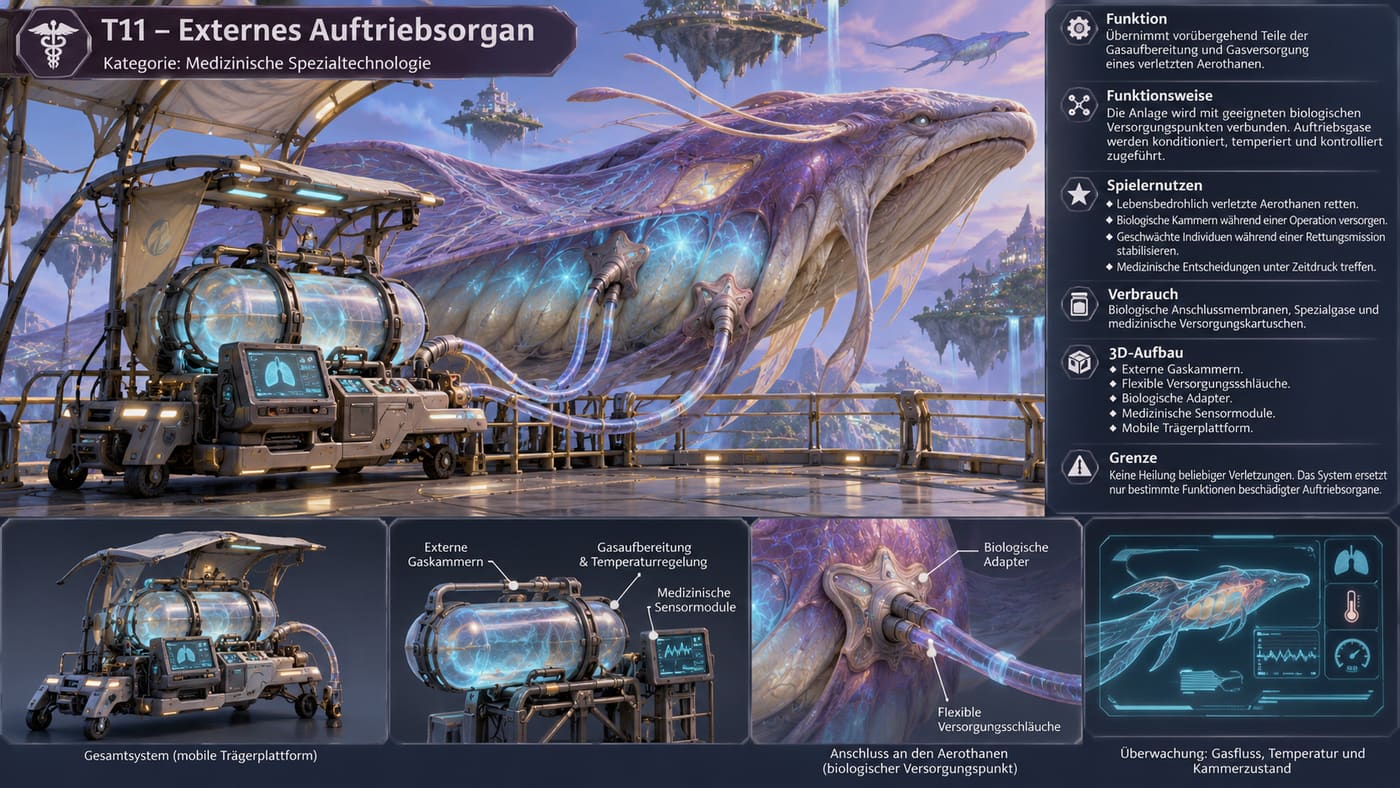 T11 – Externes Auftriebsorgan
Kategorie: Medizinische Spezialtechnologie
Funktion
Übernimmt vorübergehend Teile der
Gasaufbereitung und Gasversorgung
eines verletzten Aerothanen.
Funktionsweise
Die Anlage wird mit geeigneten biologischen
Versorgungspunkten verbunden. Auftriebsgase
werden konditioniert, temperiert und kontrolliert
zugeführt.
Spielernutzen
◆ Lebensbedrohlich verletzte Aerothanen retten.
◆ Biologische Kammern während einer Operation versorgen.
◆ Geschwächte Individuen während einer Rettungsmission
stabilisieren.
◆ Medizinische Entscheidungen unter Zeitdruck treffen.
Verbrauch
Biologische Anschlussmembranen, Spezialgase und
medizinische Versorgungskartuschen.
3D-Aufbau
◆ Externe Gaskammern.
◆ Flexible Versorgungssshläuche.
◆ Biologische Adapter.
◆ Medizinische Sensormodule.
◆ Mobile Trägerplattform.
Grenze
Keine Heilung beliebiger Verletzungen. Das System ersetzt
nur bestimmte Funktionen beschädigter Auftriebsorgane.
Gesamtsystem (mobile Trägerplattform)
Externe
Gaskammern
Gasaufbereitung
& Temperaturregelung
Medizinische
Sensormodule
Biologische
Adapter
Flexible
Versorgungsschläuche
Anschluss an den Aerothanen
(biologischer Versorgungspunkt)
Überwachung: Gasfluss, Temperatur und
Kammerzustand